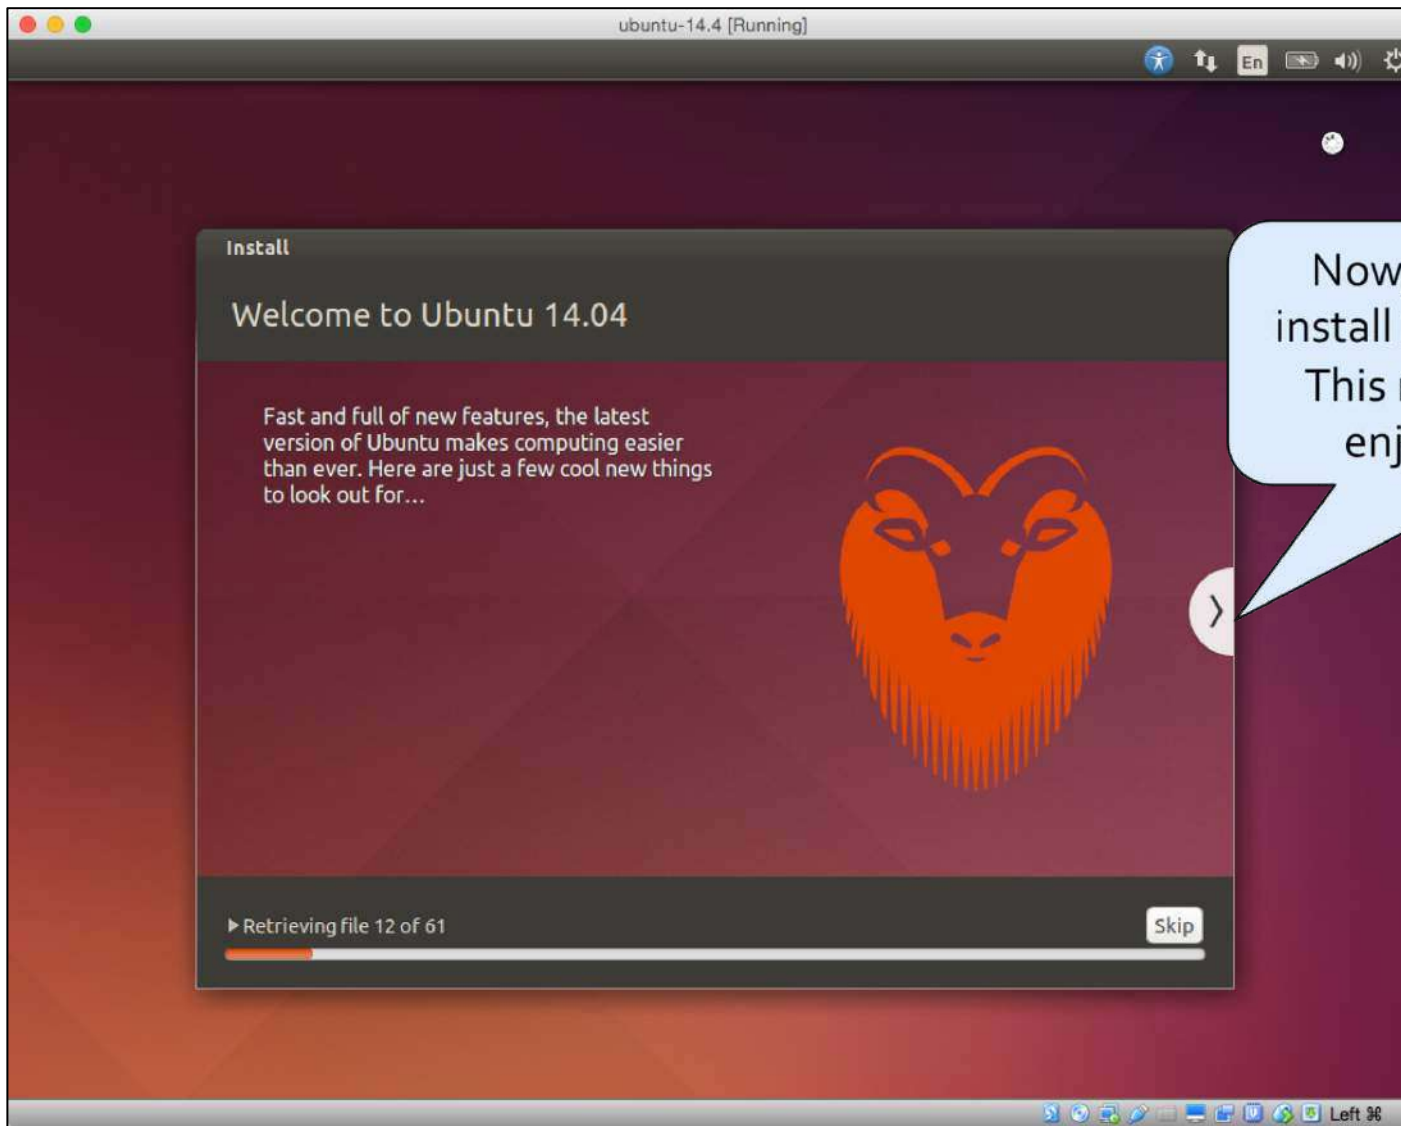 ubuntu-14.4 [Running]
En
Install
Welcome to Ubuntu 14.04
Now
install
This
enj
Fast and full of new features, the latest
version of Ubuntu makes computing easier
than ever. Here are just a few cool new things
to look out for...
Retrieving file 12 of 61
Skip
Left ⌘